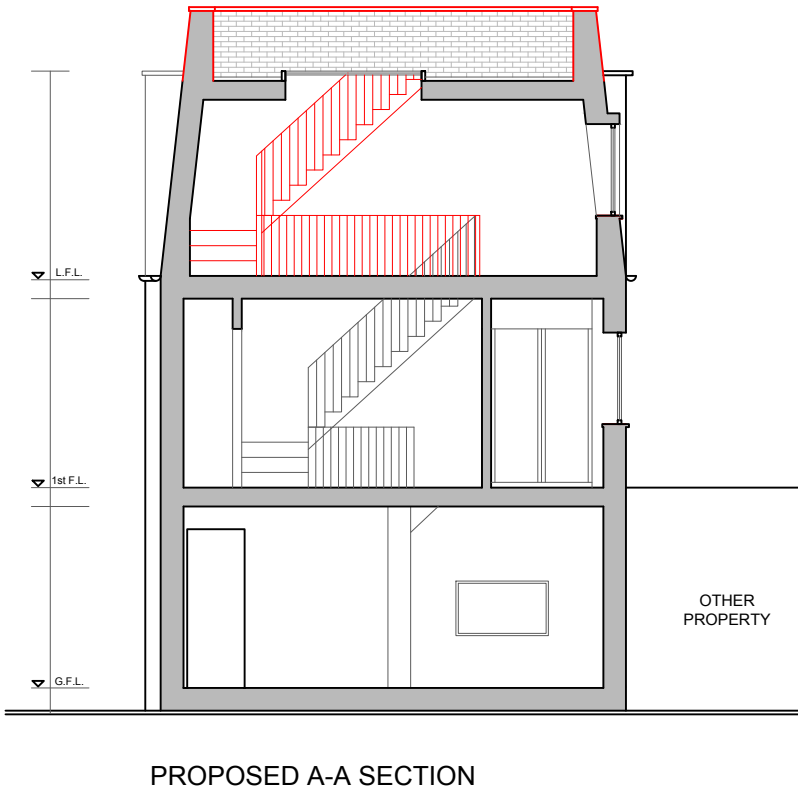 L.F.L.
1st F.L.
OTHER
PROPERTY
G.F.L.
PROPOSED A-A SECTION